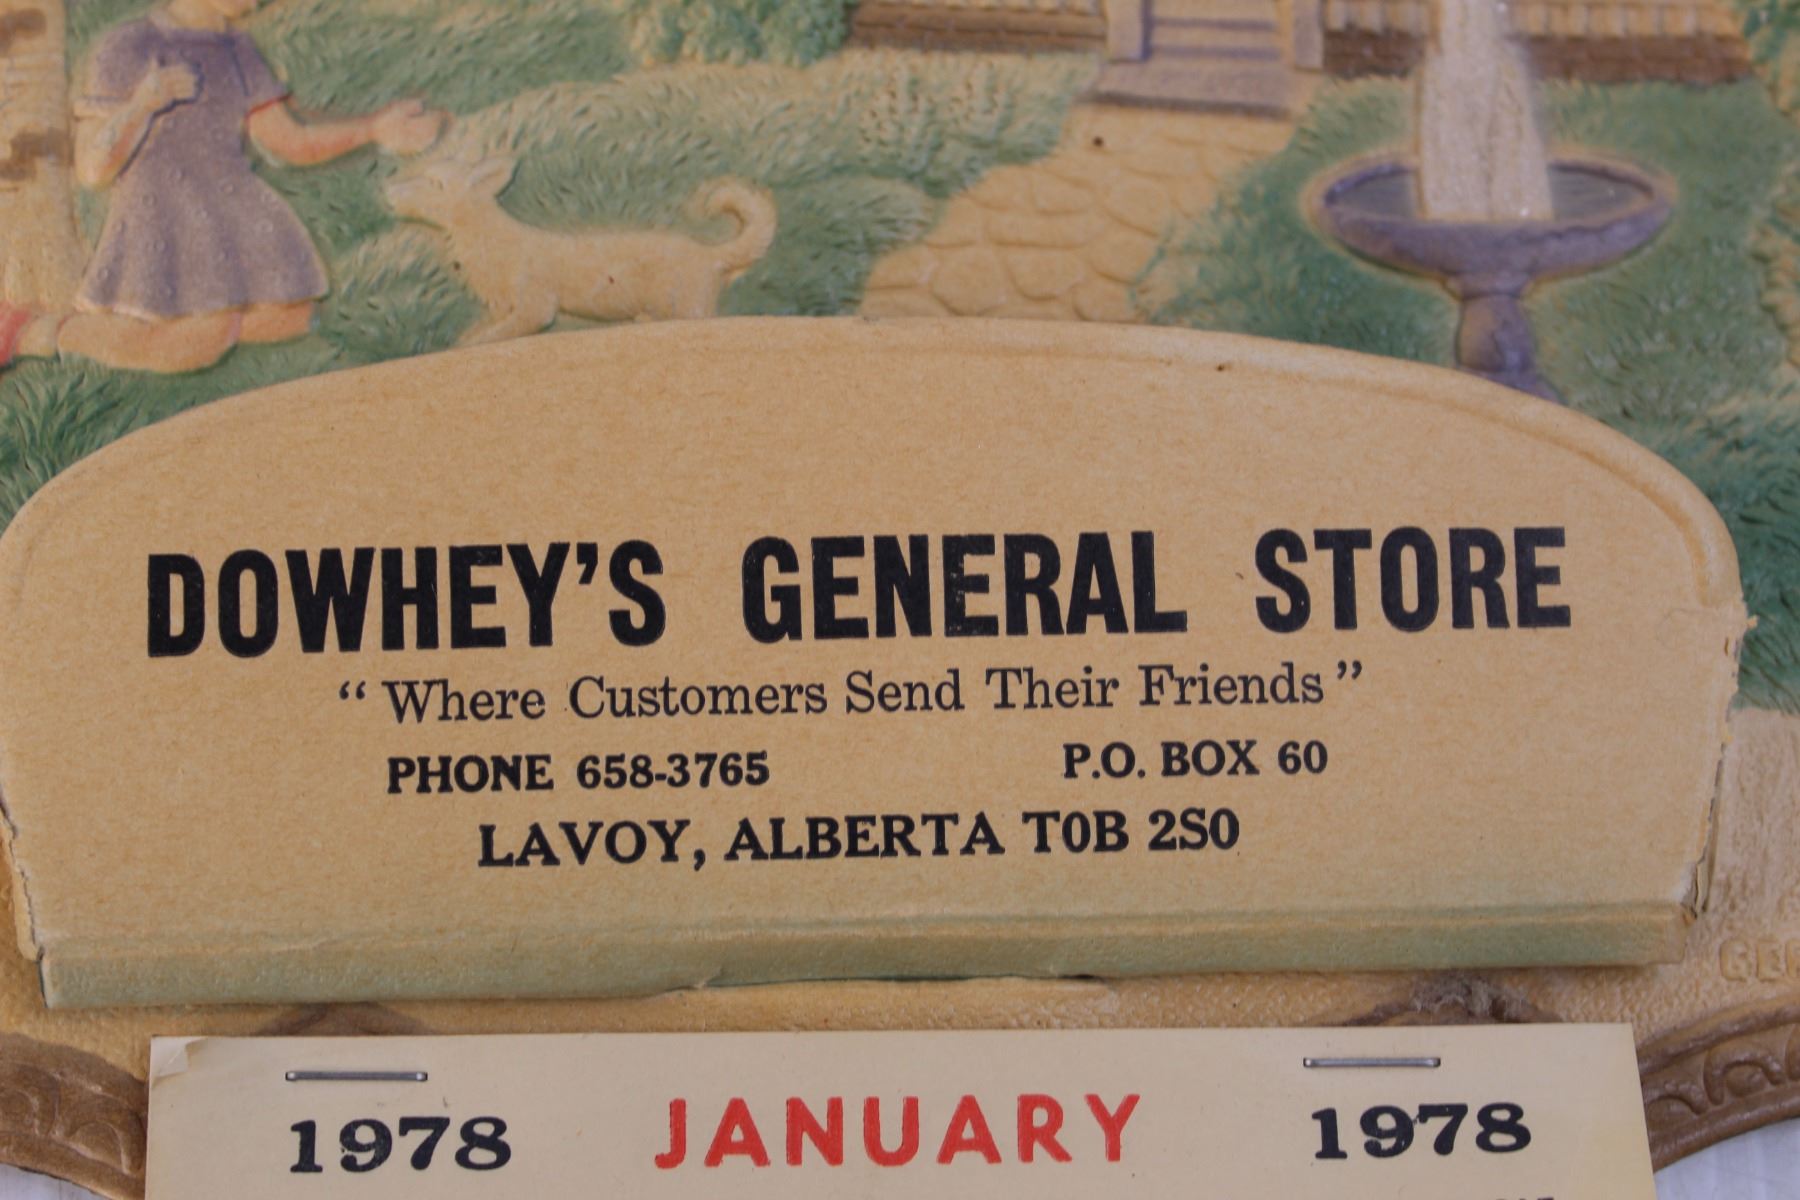 DOWHEY'S GENERAL STORE
“Where Customers Send Their Friends”
PHONE 658-3765 P.O. BOX 60
LAVOY, ALBERTA T0B 2S0
1978 JANUARY 1978